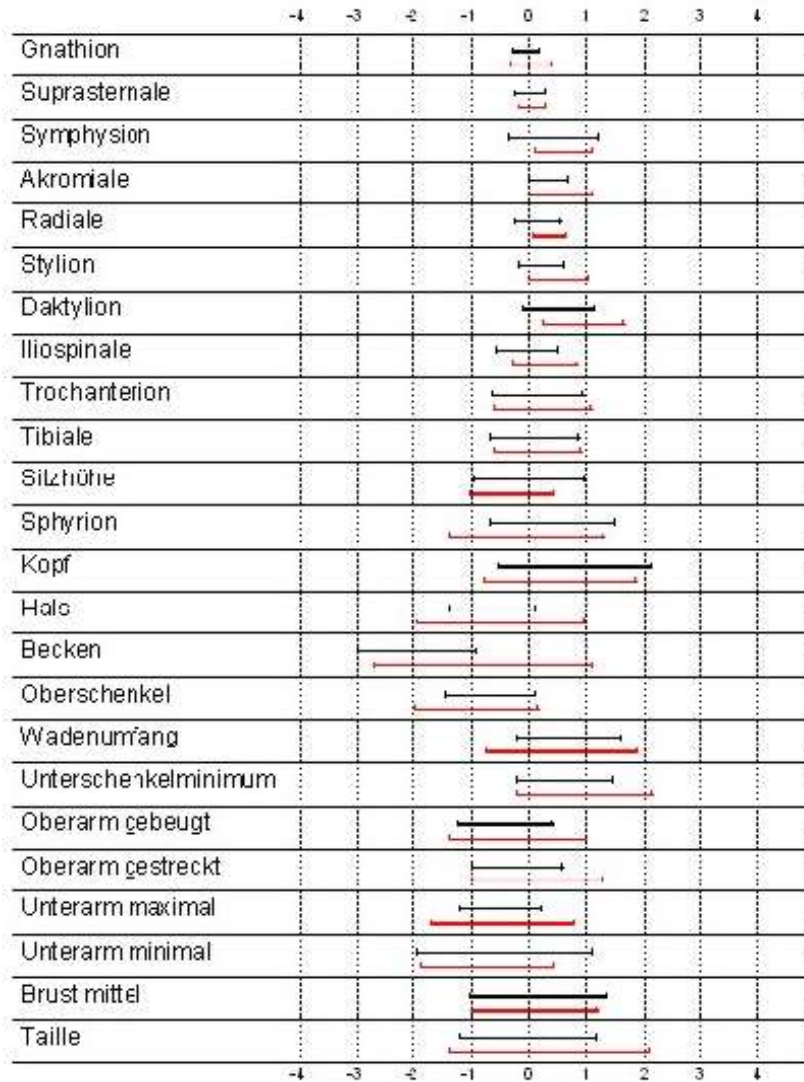 -4 -3 -2 -1 0 1 2 3 4
Gnathion
Suprasternale
Symphysion
Akromiale
Radiale
Stylion
Daktylion
Iliospinale
Trochanterion
Tibiale
Sitzhöhe
Sphyrion
Kopf
Hals
Becken
Oberschenkel
Wadenumfang
Unterschenkelminimum
Oberarm gebeugt
Oberarm gestreckt
Unterarm maximal
Unterarm minimal
Brust mittel
Taille
-4 -3 -2 -1 0 1 2 3 4